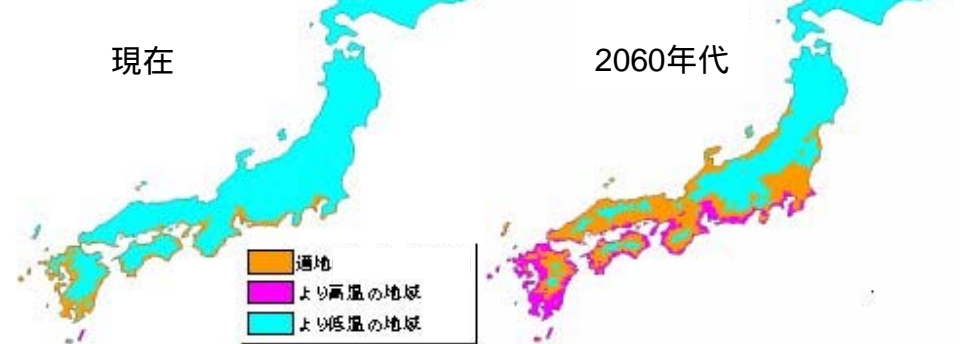 現在
2060年代
適地
より高温の地域
より低温の地域